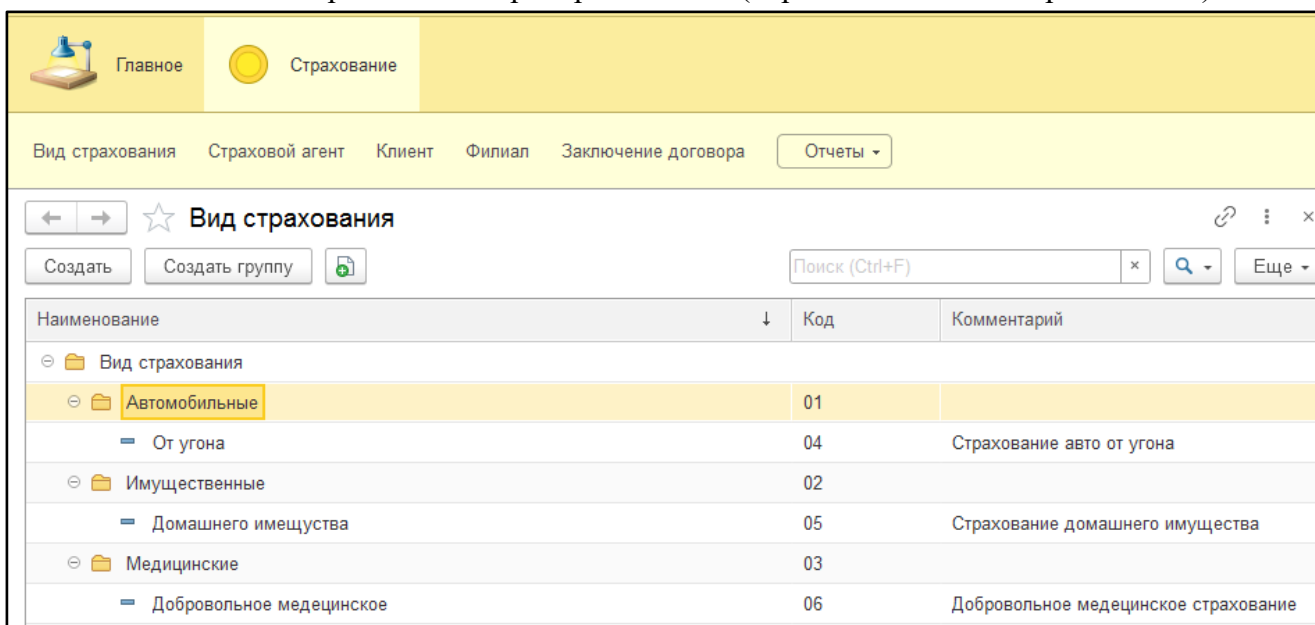 Главное Страхование
Вид страхования Страховой агент Клиент Филиал Заключение договора Отчеты
Вид страхования
Создать Создать группу Поиск (Ctrl+F) × Еще
Наименование ↓ Код Комментарий
Вид страхования
Автомобильные 01
От угона 04 Страхование авто от угона
Имущественные 02
Домашнего имещуства 05 Страхование домашнего имущества
Медицинские 03
Добровольное медецинское 06 Добровольное медецинское страхование